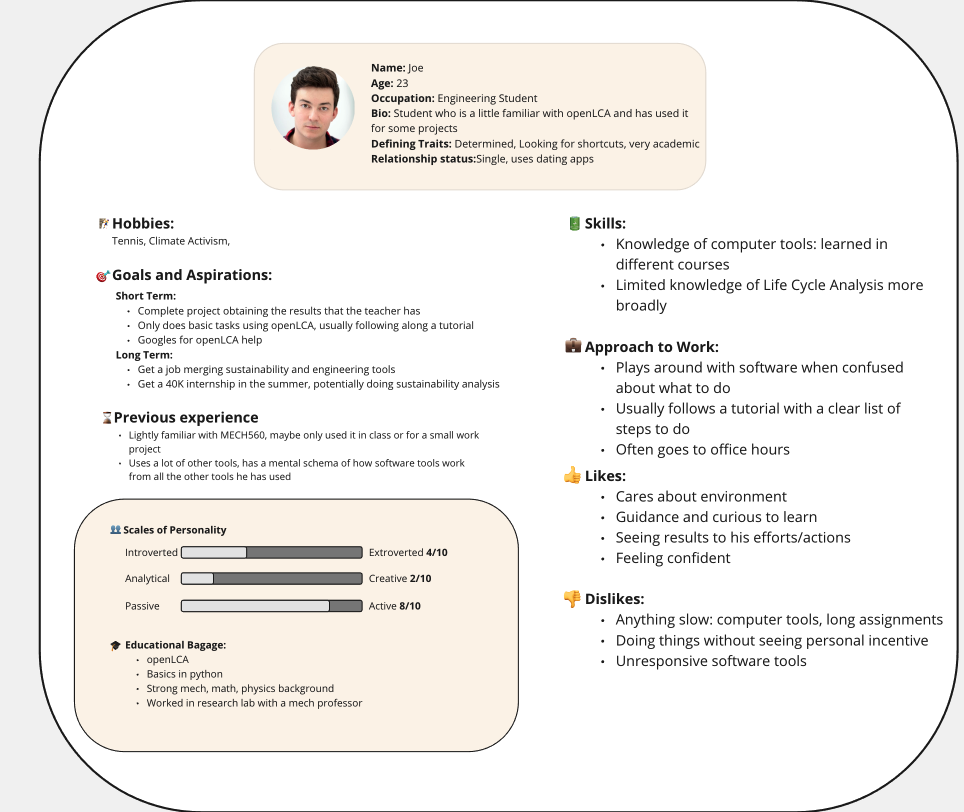 Name: Joe
Age: 23
Occupation: Engineering Student
Bio: Student who is a little familiar with openLCA and has used it
for some projects
Defining Traits: Determined, Looking for shortcuts, very academic
Relationship status:Single, uses dating apps
Hobbies:
Tennis, Climate Activism,
Goals and Aspirations:
Short Term:
• Complete project obtaining the results that the teacher has
• Only does basic tasks using openLCA, usually following along a tutorial
• Googles for openLCA help
Long Term:
• Get a job merging sustainability and engineering tools
• Get a 40K internship in the summer, potentially doing sustainability analysis
Previous experience
• Lightly familiar with MECH560, maybe only used it in class or for a small work
project
• Uses a lot of other tools, has a mental schema of how software tools work
from all the other tools he has used
Scales of Personality
Introverted Extroverted 4/10
Analytical Creative 2/10
Passive Active 8/10
Educational Bagage:
• openLCA
• Basics in python
• Strong mech, math, physics background
• Worked in research lab with a mech professor
Skills:
• Knowledge of computer tools: learned in
different courses
• Limited knowledge of Life Cycle Analysis more
broadly
Approach to Work:
• Plays around with software when confused
about what to do
• Usually follows a tutorial with a clear list of
steps to do
• Often goes to office hours
Likes:
• Cares about environment
• Guidance and curious to learn
• Seeing results to his efforts/actions
• Feeling confident
Dislikes:
• Anything slow: computer tools, long assignments
• Doing things without seeing personal incentive
• Unresponsive software tools